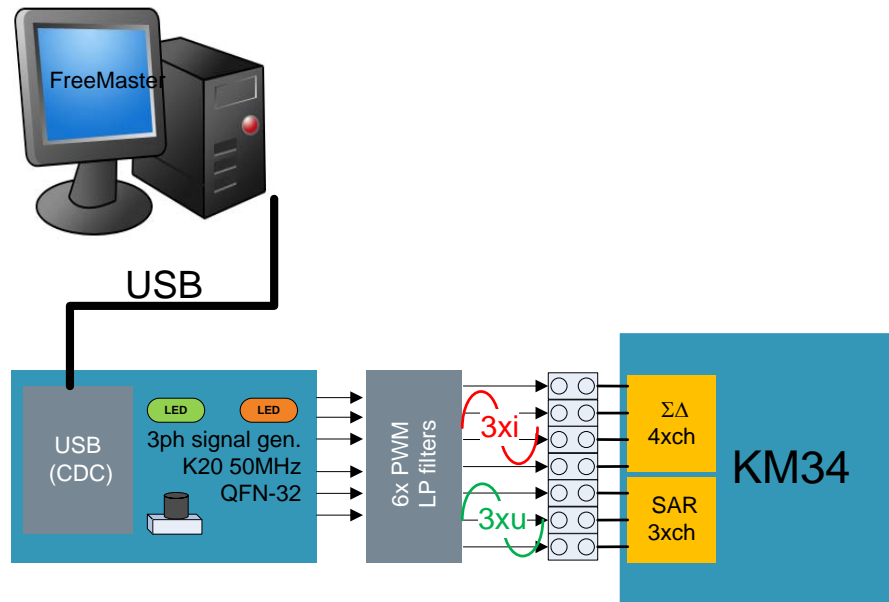 FreeMaster
USB
LED
LED
3ph signal gen.
K20 50MHz
QFN-32
USB
(CDC)
6x PWM
LP filters
3xi
3xu
ΣΔ
4xch
SAR
3xch
KM34